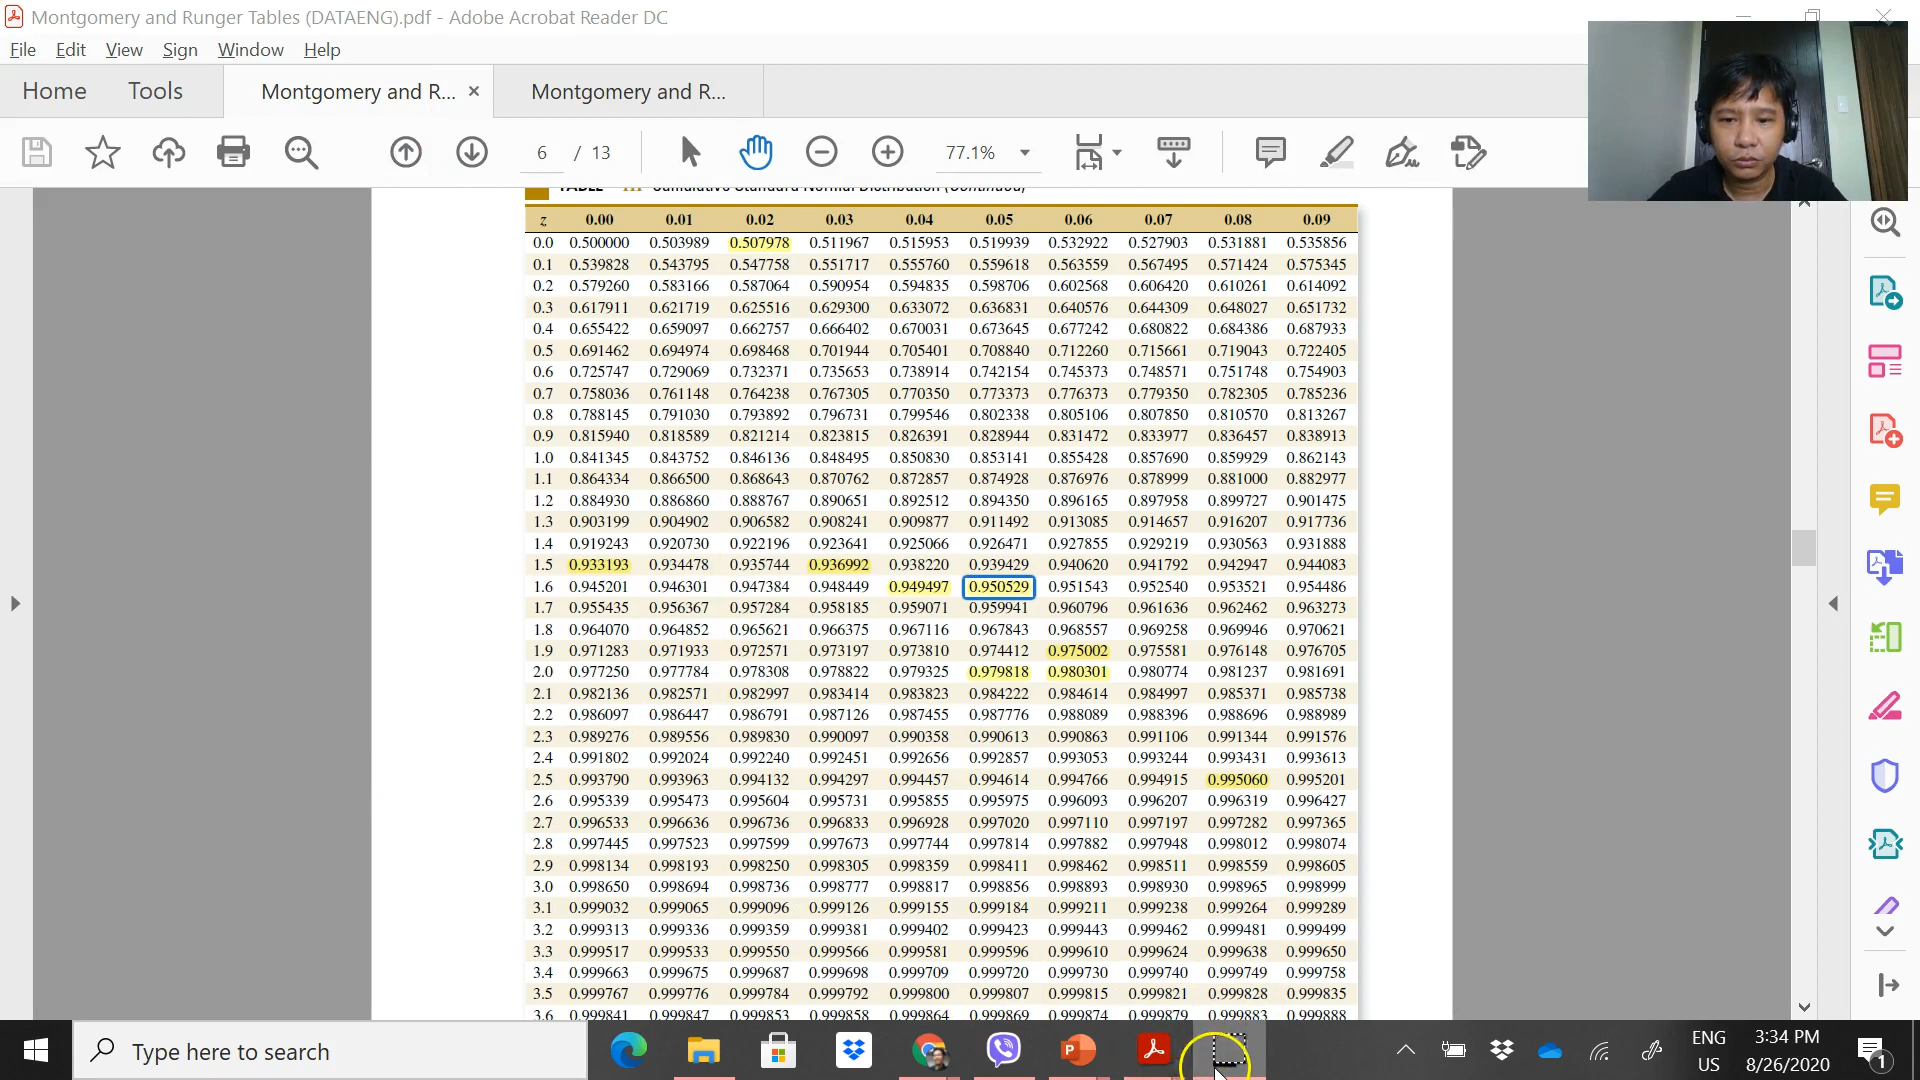 Montgomery and Runger Tables (DATAENG).pdf - Adobe Acrobat Reader DC
File Edit View Sign Window Help
Home Tools Montgomery and R... × Montgomery and R...
6 / 13 77.1%
TABLE III Cumulative Standard Normal Distribution (Continued)
z 0.00 0.01 0.02 0.03 0.04 0.05 0.06 0.07 0.08 0.09
0.0 0.500000 0.503989 0.507978 0.511967 0.515953 0.519939 0.532922 0.527903 0.531881 0.535856
0.1 0.539828 0.543795 0.547758 0.551717 0.555760 0.559618 0.563559 0.567495 0.571424 0.575345
0.2 0.579260 0.583166 0.587064 0.590954 0.594835 0.598706 0.602568 0.606420 0.610261 0.614092
0.3 0.617911 0.621719 0.625516 0.629300 0.633072 0.636831 0.640576 0.644309 0.648027 0.651732
0.4 0.655422 0.659097 0.662757 0.666402 0.670031 0.673645 0.677242 0.680822 0.684386 0.687933
0.5 0.691462 0.694974 0.698468 0.701944 0.705401 0.708840 0.712260 0.715661 0.719043 0.722405
0.6 0.725747 0.729069 0.732371 0.735653 0.738914 0.742154 0.745373 0.748571 0.751748 0.754903
0.7 0.758036 0.761148 0.764238 0.767305 0.770350 0.773373 0.776373 0.779350 0.782305 0.785236
0.8 0.788145 0.791030 0.793892 0.796731 0.799546 0.802338 0.805106 0.807850 0.810570 0.813267
0.9 0.815940 0.818589 0.821214 0.823815 0.826391 0.828944 0.831472 0.833977 0.836457 0.838913
1.0 0.841345 0.843752 0.846136 0.848495 0.850830 0.853141 0.855428 0.857690 0.859929 0.862143
1.1 0.864334 0.866500 0.868643 0.870762 0.872857 0.874928 0.876976 0.878999 0.881000 0.882977
1.2 0.884930 0.886860 0.888767 0.890651 0.892512 0.894350 0.896165 0.897958 0.899727 0.901475
1.3 0.903199 0.904902 0.906582 0.908241 0.909877 0.911492 0.913085 0.914657 0.916207 0.917736
1.4 0.919243 0.920730 0.922196 0.923641 0.925066 0.926471 0.927855 0.929219 0.930563 0.931888
1.5 0.933193 0.934478 0.935744 0.936992 0.938220 0.939429 0.940620 0.941792 0.942947 0.944083
1.6 0.945201 0.946301 0.947384 0.948449 0.949497 0.950529 0.951543 0.952540 0.953521 0.954486
1.7 0.955435 0.956367 0.957284 0.958185 0.959071 0.959941 0.960796 0.961636 0.962462 0.963273
1.8 0.964070 0.964852 0.965621 0.966375 0.967116 0.967843 0.968557 0.969258 0.969946 0.970621
1.9 0.971283 0.971933 0.972571 0.973197 0.973810 0.974412 0.975002 0.975581 0.976148 0.976705
2.0 0.977250 0.977784 0.978308 0.978822 0.979325 0.979818 0.980301 0.980774 0.981237 0.981691
2.1 0.982136 0.982571 0.982997 0.983414 0.983823 0.984222 0.984614 0.984997 0.985371 0.985738
2.2 0.986097 0.986447 0.986791 0.987126 0.987455 0.987776 0.988089 0.988396 0.988696 0.988989
2.3 0.989276 0.989556 0.989830 0.990097 0.990358 0.990613 0.990863 0.991106 0.991344 0.991576
2.4 0.991802 0.992024 0.992240 0.992451 0.992656 0.992857 0.993053 0.993244 0.993431 0.993613
2.5 0.993790 0.993963 0.994132 0.994297 0.994457 0.994614 0.994766 0.994915 0.995060 0.995201
2.6 0.995339 0.995473 0.995604 0.995731 0.995855 0.995975 0.996093 0.996207 0.996319 0.996427
2.7 0.996533 0.996636 0.996736 0.996833 0.996928 0.997020 0.997110 0.997197 0.997282 0.997365
2.8 0.997445 0.997523 0.997599 0.997673 0.997744 0.997814 0.997882 0.997948 0.998012 0.998074
2.9 0.998134 0.998193 0.998250 0.998305 0.998359 0.998411 0.998462 0.998511 0.998559 0.998605
3.0 0.998650 0.998694 0.998736 0.998777 0.998817 0.998856 0.998893 0.998930 0.998965 0.998999
3.1 0.999032 0.999065 0.999096 0.999126 0.999155 0.999184 0.999211 0.999238 0.999264 0.999289
3.2 0.999313 0.999336 0.999359 0.999381 0.999402 0.999423 0.999443 0.999462 0.999481 0.999499
3.3 0.999517 0.999533 0.999550 0.999566 0.999581 0.999596 0.999610 0.999624 0.999638 0.999650
3.4 0.999663 0.999675 0.999687 0.999698 0.999709 0.999720 0.999730 0.999740 0.999749 0.999758
3.5 0.999767 0.999776 0.999784 0.999792 0.999800 0.999807 0.999815 0.999821 0.999828 0.999835
3.6 0.999841 0.999847 0.999853 0.999858 0.999864 0.999869 0.999874 0.999879 0.999883 0.999888
Type here to search
ENG
US
3:34 PM
8/26/2020
1